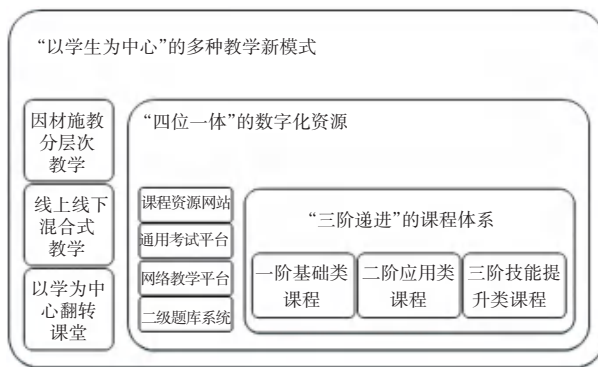 “以学生为中心”的多种教学新模式
因材施教
分层次
教学
线上线下
混合式
教学
以学为中
心翻转
课堂
“四位一体”的数字化资源
课程资源网站
通用考试平台
网络教学平台
二级题库系统
“三阶递进”的课程体系
一阶基础类
课程
二阶应用类
课程
三阶技能提
升类课程